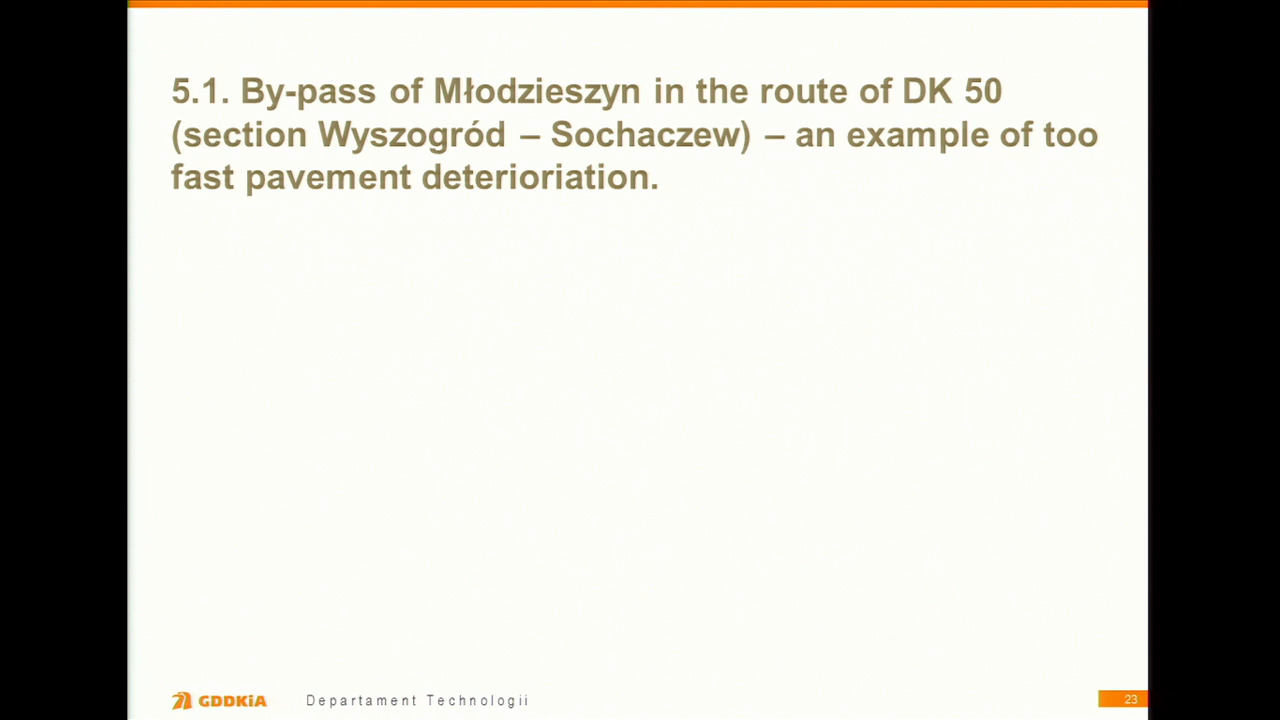 5.1. By-pass of Młodzieszyn in the route of DK 50
(section Wyszogród – Sochaczew) – an example of too
fast pavement deterioriation.
GDDKiA Departament Technologii 23